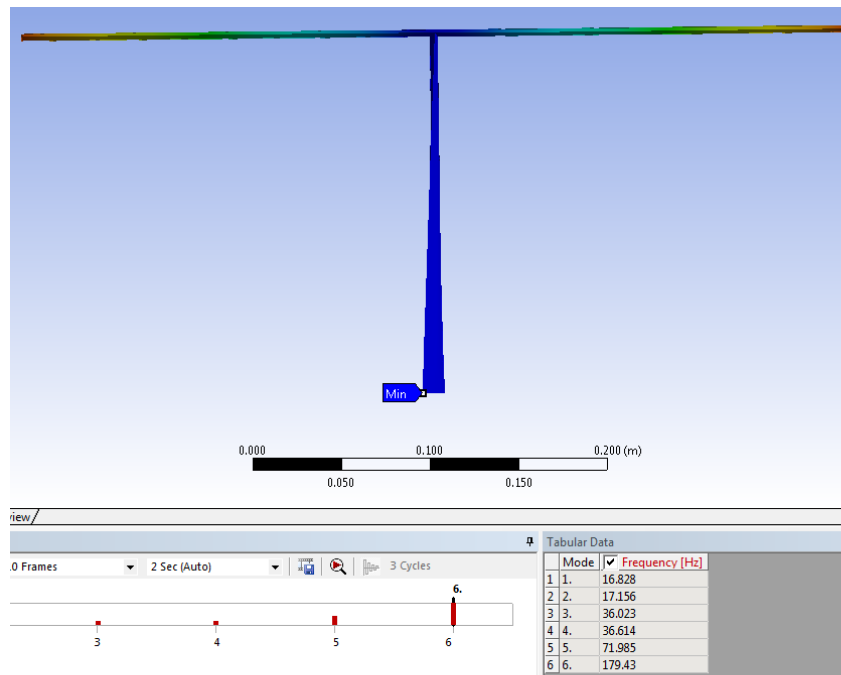 Min
0.000 0.100 0.200 (m)
0.050 0.150
view
Tabular Data
.0 Frames 2 Sec (Auto) 3 Cycles
Mode Frequency [Hz]
1 1. 16.828
2 2. 17.156
3 3. 36.023
4 4. 36.614
5 5. 71.985
6 6. 179.43
6.
3 4 5 6